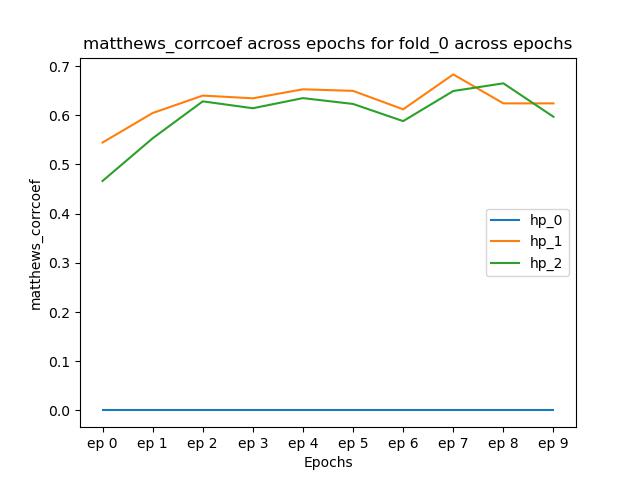 matthews_corrcoef across epochs for fold_0 across epochs
matthews_corrcoef
0.7
0.6
0.5
0.4
0.3
0.2
0.1
0.0
hp_0
hp_1
hp_2
ep 0 ep 1 ep 2 ep 3 ep 4 ep 5 ep 6 ep 7 ep 8 ep 9
Epochs